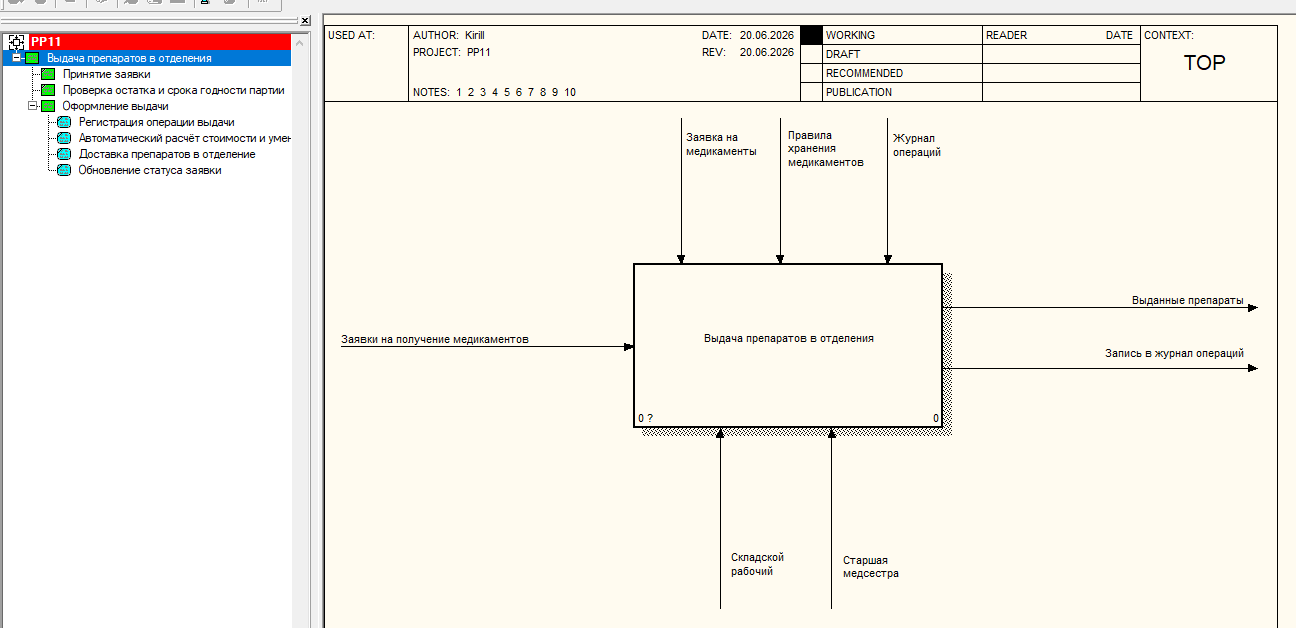 PP11
Выдача препаратов в отделения
Принятие заявки
Проверка остатка и срока годности партии
Оформление выдачи
Регистрация операции выдачи
Автоматический расчёт стоимости и умен
Доставка препаратов в отделение
Обновление статуса заявки
USED AT:
AUTHOR: Kirill
DATE: 20.06.2026
PROJECT: PP11
REV: 20.06.2026
NOTES: 1 2 3 4 5 6 7 8 9 10
WORKING
DRAFT
RECOMMENDED
PUBLICATION
READER
DATE
CONTEXT:
TOP
Заявка на
медикаменты
Правила
хранения
медикаментов
Журнал
операций
Заявки на получение медикаментов
Выдача препаратов в отделения
0 ?
0
Выданные препараты
Запись в журнал операций
Складской
рабочий
Старшая
медсестра